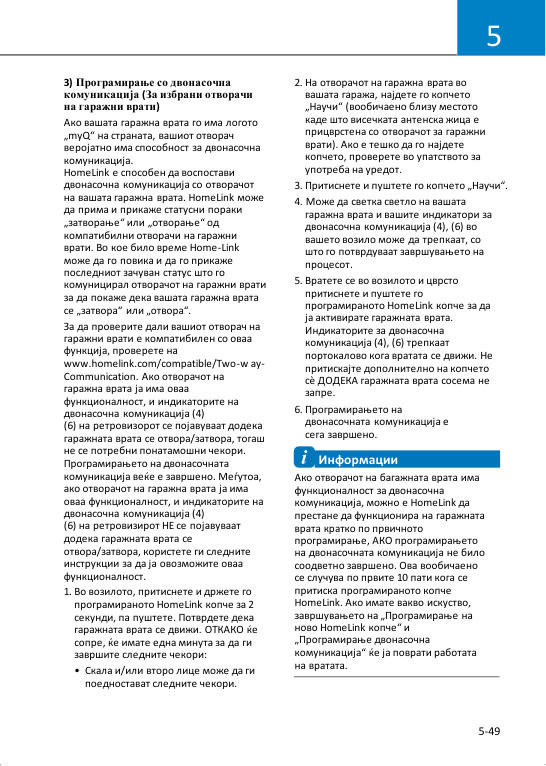 5
3) Програмирање со двонасочна
комуникација (За избрани отворачи
на гаражни врати)
Ако вашата гаражна врата го има логото
„myQ“ на страната, вашиот отворач
веројатно има способност за двонасочна
комуникација.
HomeLink е способен да воспостави
двонасочна комуникација со отворачот
на вашата гаражна врата. HomeLink може
да прима и прикаже статусни пораки
„затворање“ или „отворање“ од
компатибилни отворачи на гаражни
врати. Во кое било време Home-Link
може да го повика и да го прикаже
последниот зачуван статус што го
комуницирал отворачот на гаражни врати
за да покаже дека вашата гаражна врата
се „затвора“ или „отвора“.
За да проверите дали вашиот отворач на
гаражни врати е компатибилен со оваа
функција, проверете на
www.homelink.com/compatible/Two-w ay-
Communication. Ако отворачот на
гаражна врата ја има оваа
функционалност, и индикаторите на
двонасочна комуникација (4)
(6) на ретровизорот се појавуваат додека
гаражната врата се отвора/затвора, тогаш
не се потребни понатамошни чекори.
Програмирањето на двонасочната
комуникација веќе е завршено. Меѓутоа,
ако отворачот на гаражна врата ја има
оваа функционалност, и индикаторите на
двонасочна комуникација (4)
(6) на ретровизирот НЕ се појавуваат
додека гаражната врата се
отвора/затвора, користете ги следните
инструкции за да ја овозможите оваа
функционалност.
1. Во возилото, притиснете и држете го
програмираното HomeLink копче за 2
секунди, па пуштете. Потврдете дека
гаражната врата се движи. ОТКАКО ќе
сопре, ќе имате една минута за да ги
завршите следните чекори:
• Скала и/или второ лице може да ги
поедностават следните чекори.
2. На отворачот на гаражна врата во
вашата гаража, најдете го копчето
„Научи“ (вообичаено близу местото
каде што висечката антенска жица е
прицврстена со отворачот за гаражни
врати). Ако е тешко да го најдете
копчето, проверете во упатството за
употреба на уредот.
3. Притиснете и пуштете го копчето „Научи“.
4. Може да светка светло на вашата
гаражна врата и вашите индикатори за
двонасочна комуникација (4), (6) во
вашето возило може да трепкаат, со
што го потврдуваат завршувањето на
процесот.
5. Вратете се во возилото и цврсто
притиснете и пуштете го
програмираното HomeLink копче за да
ја активирате гаражната врата.
Индикаторите за двонасочна
комуникација (4), (6) трепкаат
портокалово кога вратата се движи. Не
притискајте дополнително на копчето
сè ДОДЕКА гаражната врата сосема не
запре.
6. Програмирањето на
двонасочната комуникација е
сега завршено.
i Информации
Ако отворачот на багажната врата има
функционалност за двонасочна
комуникација, можно е HomeLink да
престане да функционира на гаражната
врата кратко по првичното
програмирање, АКО програмирањето
на двонасочната комуникација не било
соодветно завршено. Ова вообичаено
се случува по првите 10 пати кога се
притиска програмираното копче
HomeLink. Ако имате вакво искуство,
завршувањето на „Програмирање на
ново HomeLink копче“ и
„Програмирање двонасочна
комуникација“ ќе ја поврати работата
на вратата.
5-49